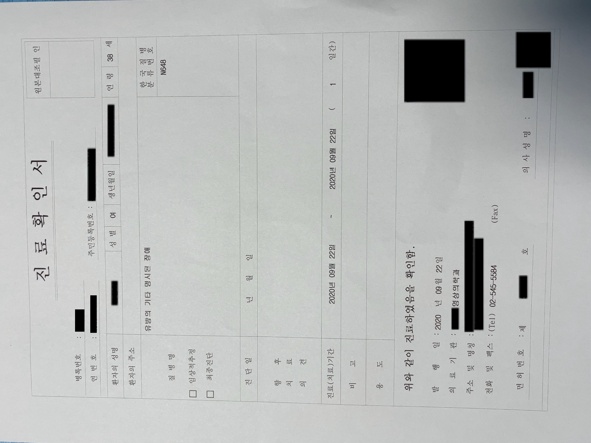 원본대조필 인
진 료 확 인 서
병록번호 :
연 번 호 :
주민등록번호 :
환자의 성명 성 별 여 생년월일 연 령 38 세
환자의 주소
질 병 명
□ 임상적추정
□ 최종진단
유방의 기타 명시된 장애
한 국 질 병
분 류 번 호
N648
진 단 일 년 월 일
향 후
치 료
의 견
진료(치료)기간 2020년 09월 22일 - 2020년 09월 22일 ( 1 일간)
비 고
용 도
위와 같이 진료하였음을 확인함.
발 행 일 : 2020 년 09 월 22일
의 료 기 관 : 영상의학과
주소 및 명칭 :
전화 및 팩스 : (Tel) 02-545-5584 (Fax)
면 허 번 호 : 제 호 의 사 성 명 :